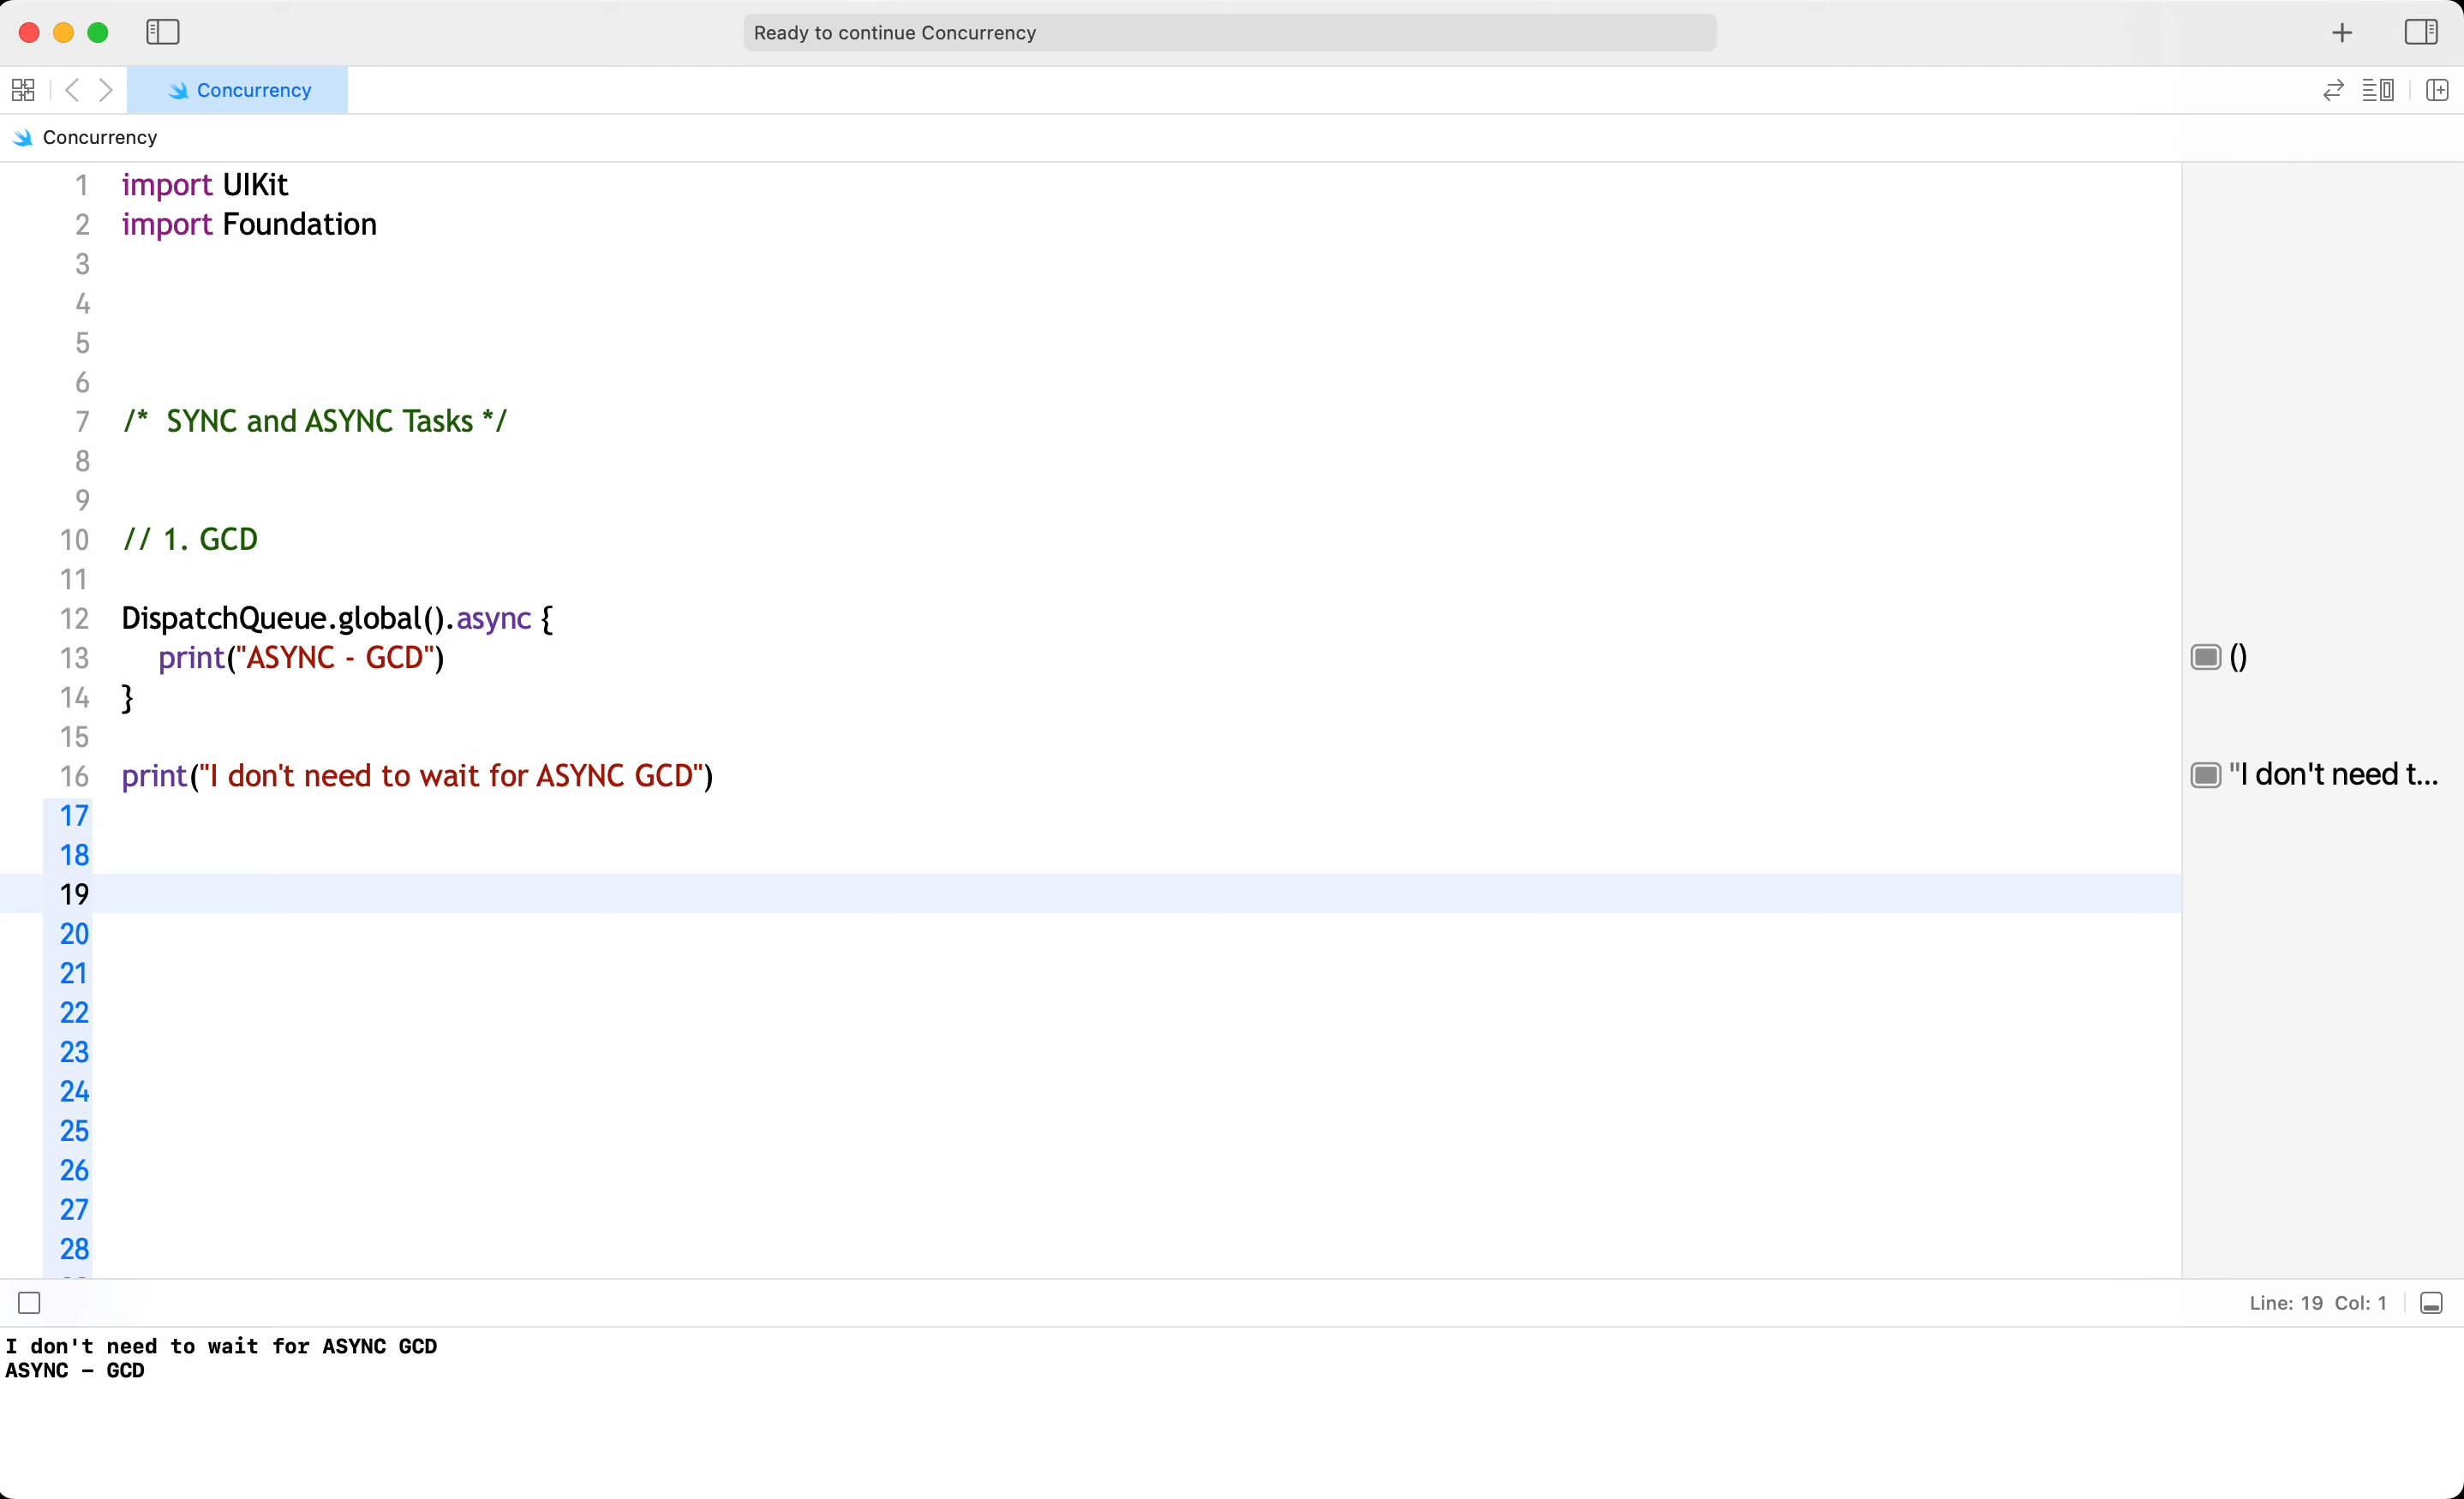 Ready to continue Concurrency
Concurrency
Concurrency
1 import UIKit
2 import Foundation
3
4
5
6
7 /*  SYNC and ASYNC Tasks */
8
9
10 // 1. GCD
11
12 DispatchQueue.global().async {
13     print("ASYNC - GCD") ()
14 }
15
16 print("I don't need to wait for ASYNC GCD") "I don't need t...
17
18
19
20
21
22
23
24
25
26
27
28
Line: 19  Col: 1
I don't need to wait for ASYNC GCD
ASYNC - GCD